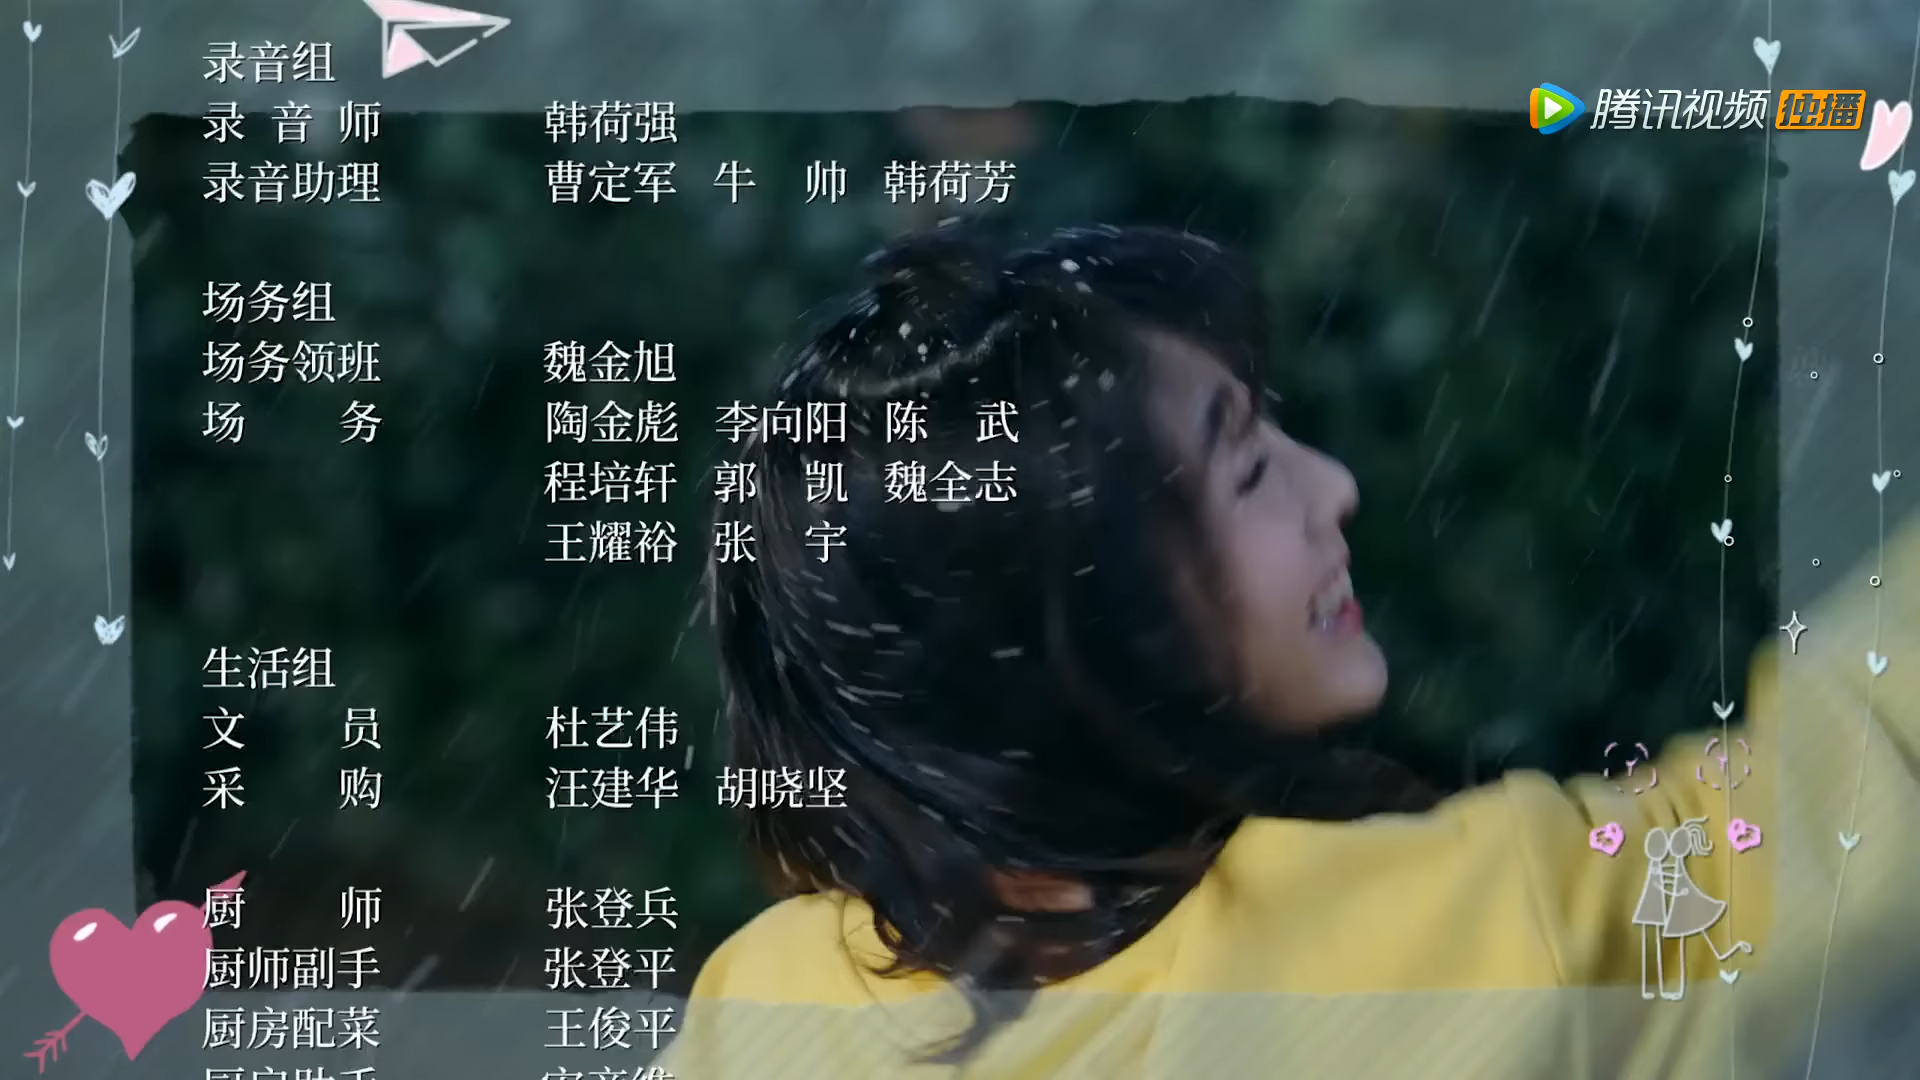 录音组
腾讯视频 独播
录音师 韩荷强
录音助理 曹定军 牛帅 韩荷芳
场务组
场务领班 魏金旭
场务 陶金彪 李向阳 陈武
程培轩 郭凯 魏全志
王耀裕 张宇
生活组
文员 杜艺伟
采购 汪建华 胡晓坚
厨师 张登兵
厨师副手 张登平
厨房配菜 王俊平